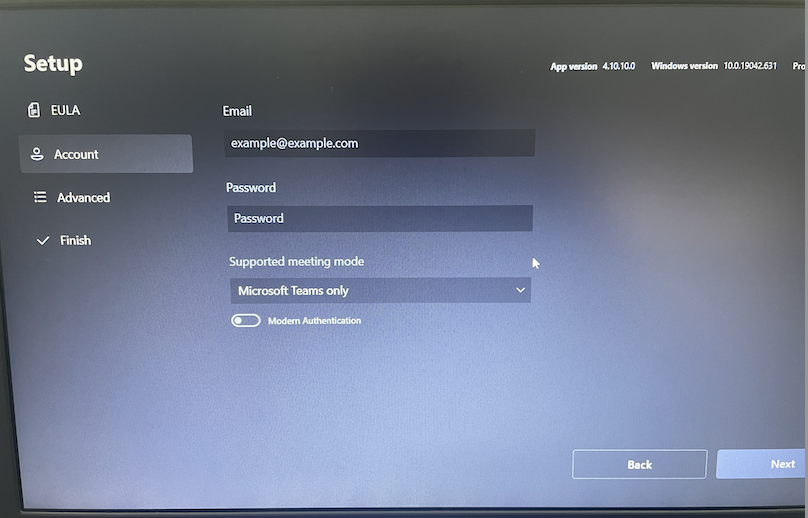 Setup
App version 4.10.10.0 Windows version 10.0.19042.631 Pro
EULA
Account
Advanced
Finish
Email
example@example.com
Password
Password
Supported meeting mode
Microsoft Teams only
Modern Authentication
Back
Next